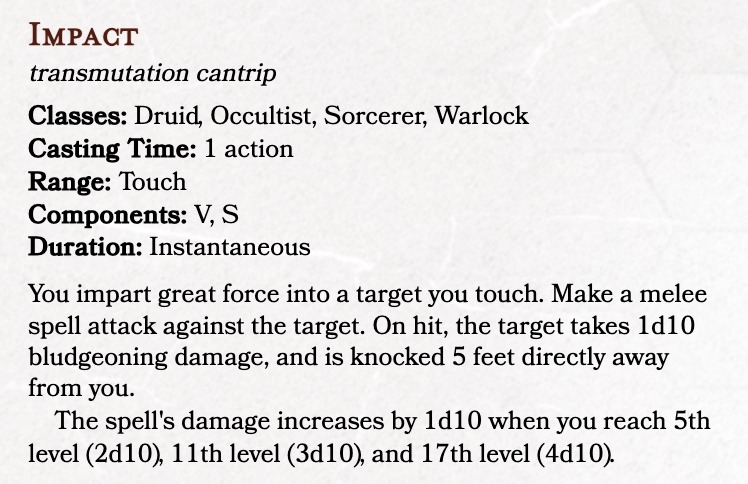 Impact
transmutation cantrip
Classes: Druid, Occultist, Sorcerer, Warlock
Casting Time: 1 action
Range: Touch
Components: V, S
Duration: Instantaneous
You impart great force into a target you touch. Make a melee
spell attack against the target. On hit, the target takes 1d10
bludgeoning damage, and is knocked 5 feet directly away
from you.
The spell's damage increases by 1d10 when you reach 5th
level (2d10), 11th level (3d10), and 17th level (4d10).